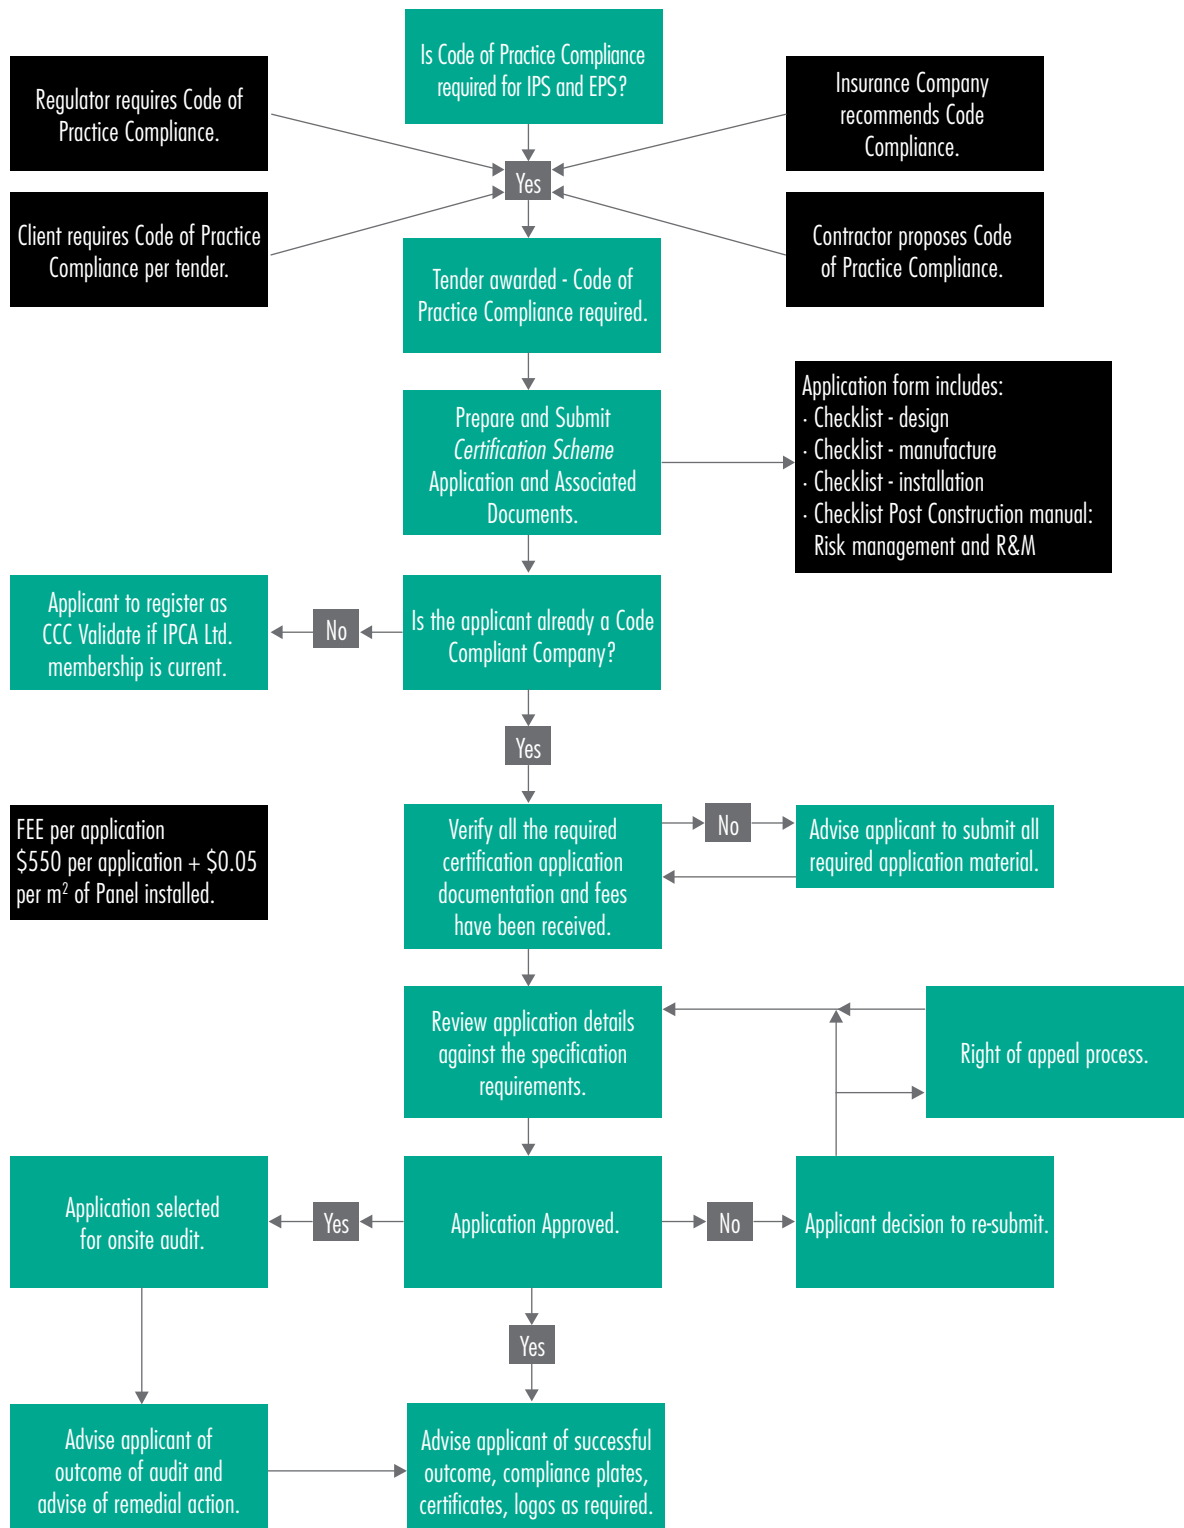 Is Code of Practice Compliance
required for IPS and EPS?
Regulator requires Code of
Practice Compliance.
Insurance Company
recommends Code
Compliance.
Yes
Client requires Code of Practice
Compliance per tender.
Contractor proposes Code
of Practice Compliance.
Tender awarded - Code of
Practice Compliance required.
Prepare and Submit
Certification Scheme
Application and Associated
Documents.
Application form includes:
· Checklist - design
· Checklist - manufacture
· Checklist - installation
· Checklist Post Construction manual:
Risk management and R&M
Applicant to register as
CCC Validate if IPCA Ltd.
membership is current.
No
Is the applicant already a Code
Compliant Company?
Yes
FEE per application
$550 per application + $0.05
per m² of Panel installed.
Verify all the required
certification application
documentation and fees
have been received.
No
Advise applicant to submit all
required application material.
Review application details
against the specification
requirements.
Right of appeal process.
Application selected
for onsite audit.
Yes
Application Approved.
No
Applicant decision to re-submit.
Yes
Advise applicant of
outcome of audit and
advise of remedial action.
Advise applicant of successful
outcome, compliance plates,
certificates, logos as required.